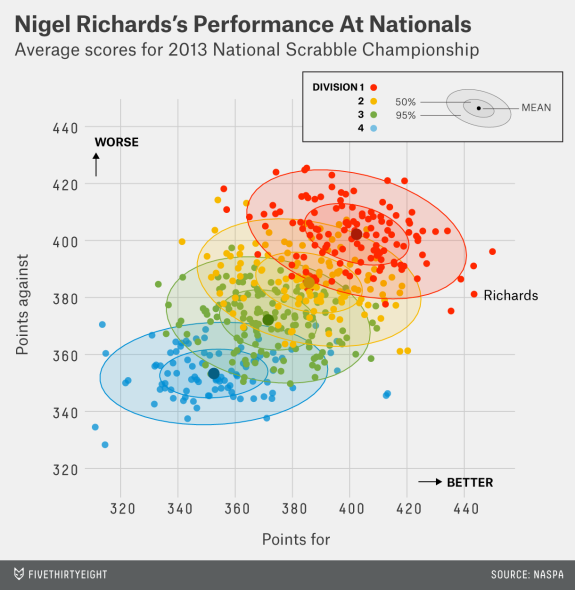 Nigel Richards's Performance At Nationals
Average scores for 2013 National Scrabble Championship
DIVISION 1
2
3
4
50%
95%
MEAN
WORSE
440
420
400
380
360
340
320
Points against
Richards
BETTER
320 340 360 380 400 420 440
Points for
FIVETHIRTYEIGHT
SOURCE: NASPA